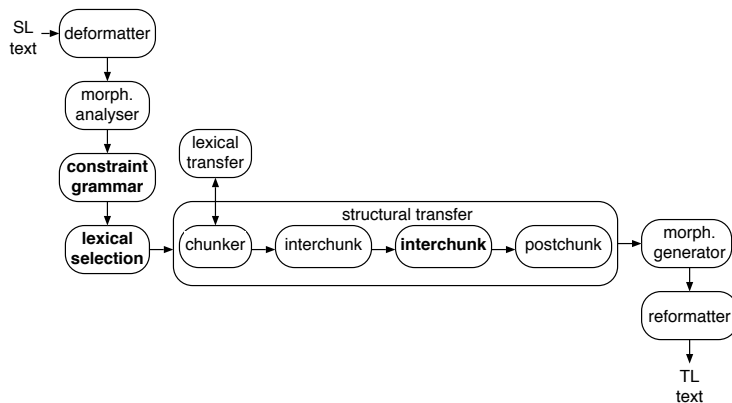 SL
text
deformatter
morph.
analyser
constraint
grammar
lexical
selection
lexical
transfer
structural transfer
chunker
interchunk
interchunk
postchunk
morph.
generator
reformatter
TL
text